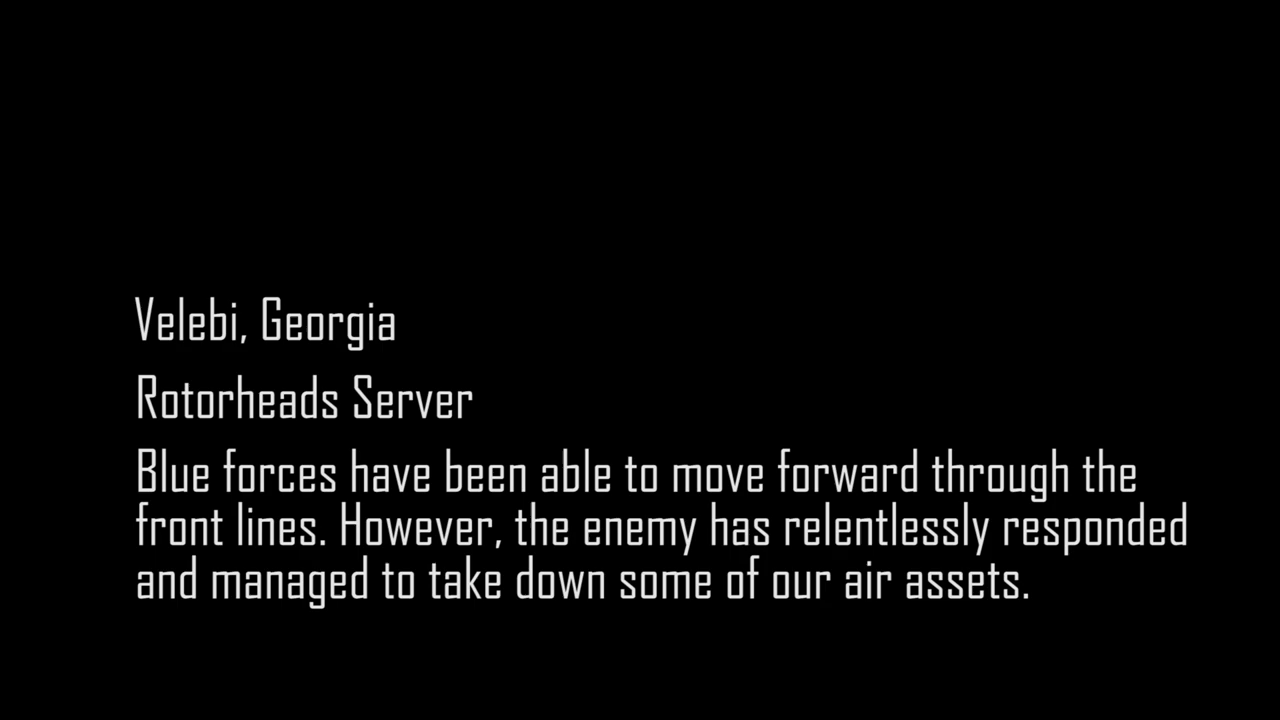 Velebi, Georgia
Rotorheads Server
Blue forces have been able to move forward through the
front lines. However, the enemy has relentlessly responded
and managed to take down some of our air assets.